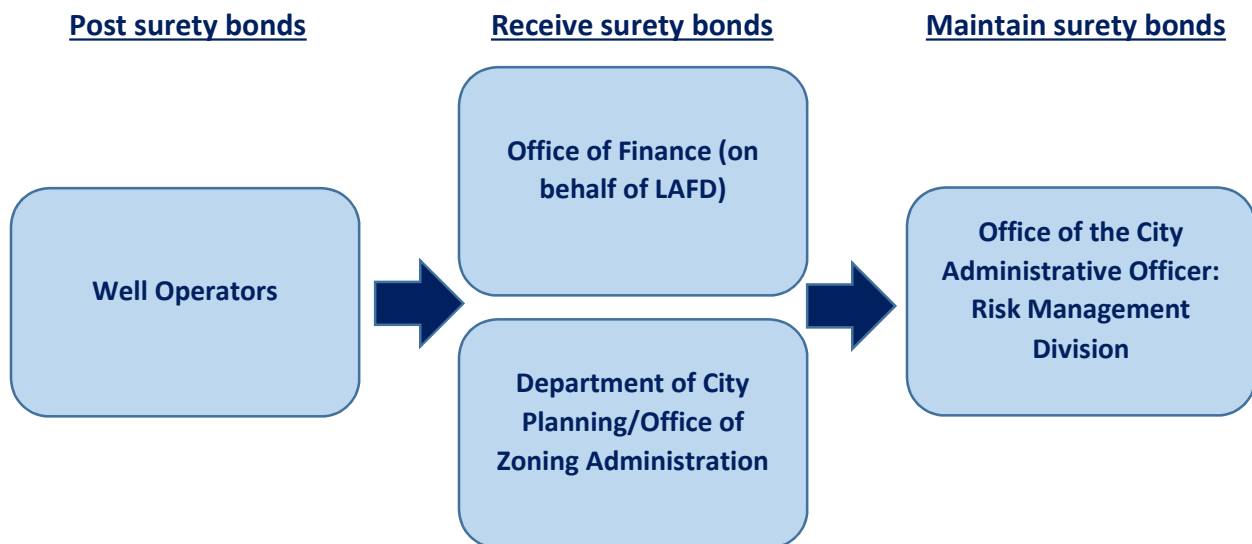 Post surety bonds
Receive surety bonds
Maintain surety bonds
Well Operators
Office of Finance (on
behalf of LAFD)
Department of City
Planning/Office of
Zoning Administration
Office of the City
Administrative Officer:
Risk Management
Division